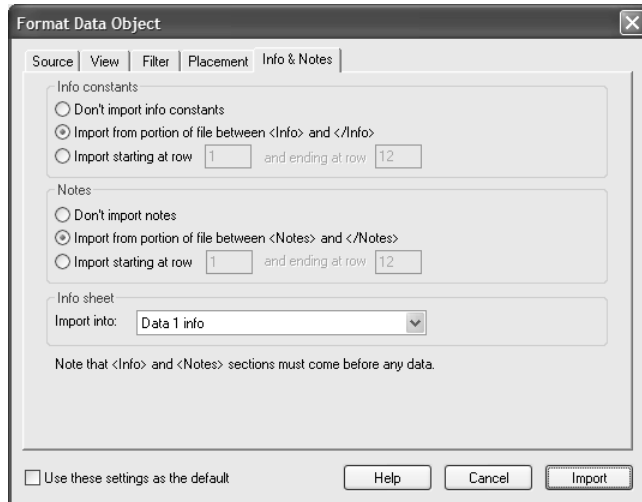 Format Data Object
Source View Filter Placement Info & Notes
Info constants
Don't import info constants
Import from portion of file between <Info> and </Info>
Import starting at row 1 and ending at row 12
Notes
Don't import notes
Import from portion of file between <Notes> and </Notes>
Import starting at row 1 and ending at row 12
Info sheet
Import into: Data 1 info
Note that <Info> and <Notes> sections must come before any data.
Use these settings as the default Help Cancel Import